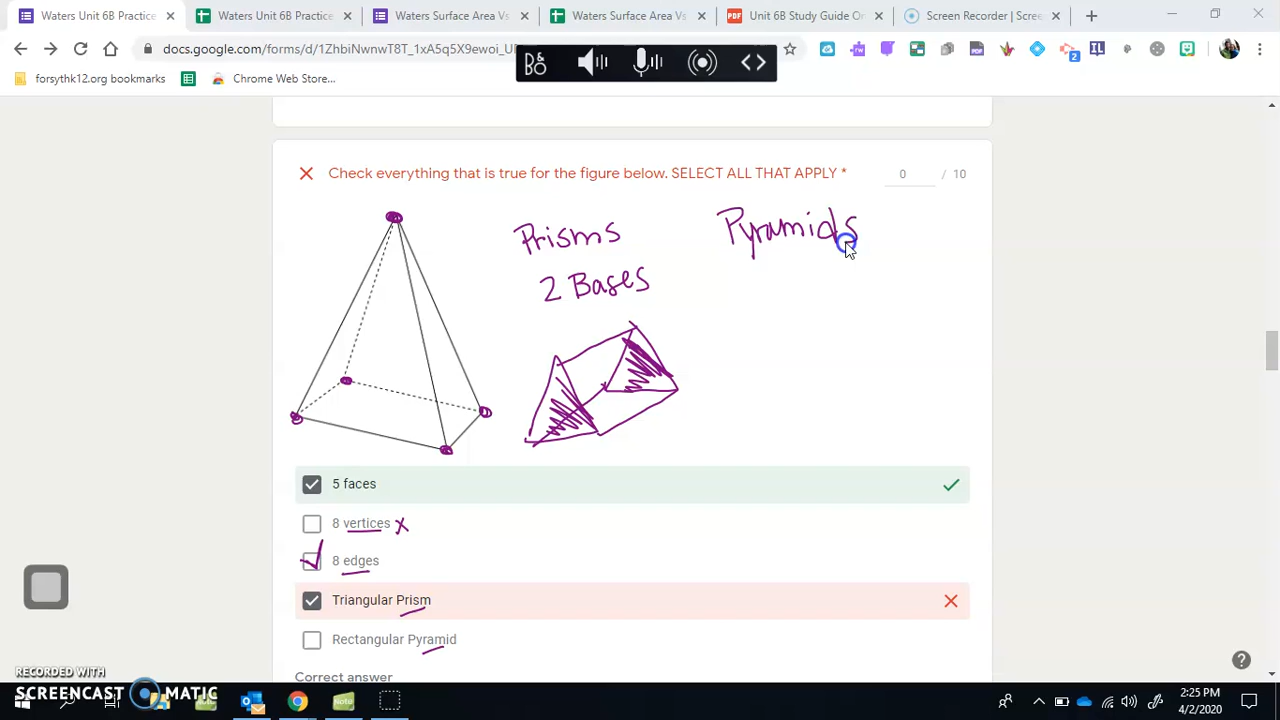 Waters Unit 6B Practice
Waters Unit 6B Practice
Waters Surface Area Vs
Waters Surface Area Vs
Unit 6B Study Guide On
Screen Recorder | Scree
docs.google.com/forms/d/1ZhbiNwnwT8T_1xA5q5X9ewoi_U
forsythk12.org bookmarks
Chrome Web Store...
Check everything that is true for the figure below. SELECT ALL THAT APPLY *
0 / 10
Prisms
Pyramids
2 Bases
5 faces
8 vertices x
8 edges
Triangular Prism
Rectangular Pyramid
Correct answer
RECORDED WITH
SCREENCAST MATIC
2:25 PM
4/2/2020